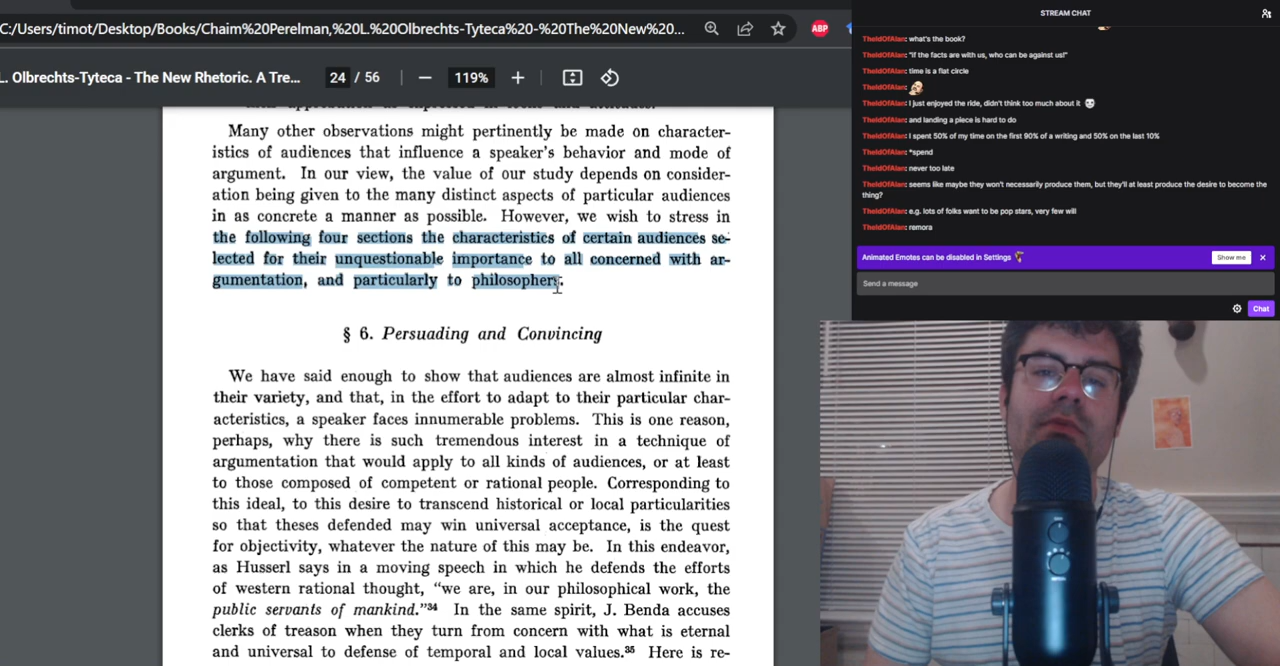 C:/Users/timot/Desktop/Books/Chaim%20Perelman,%20L.%20Olbrechts-Tyteca%20-%20The%20New%20...
ABP
L. Olbrechts-Tyteca - The New Rhetoric. A Tre...
24 / 56
119%
Many other observations might pertinently be made on character-
istics of audiences that influence a speaker's behavior and mode of
argument. In our view, the value of our study depends on consider-
ation being given to the many distinct aspects of particular audiences
in as concrete a manner as possible. However, we wish to stress in
the following four sections the characteristics of certain audiences se-
lected for their unquestionable importance to all concerned with ar-
gumentation, and particularly to philosophers.
§ 6. Persuading and Convincing
We have said enough to show that audiences are almost infinite in
their variety, and that, in the effort to adapt to their particular char-
acteristics, a speaker faces innumerable problems. This is one reason,
perhaps, why there is such tremendous interest in a technique of
argumentation that would apply to all kinds of audiences, or at least
to those composed of competent or rational people. Corresponding to
this ideal, to this desire to transcend historical or local particularities
so that theses defended may win universal acceptance, is the quest
for objectivity, whatever the nature of this may be. In this endeavor,
as Husserl says in a moving speech in which he defends the efforts
of western rational thought, “we are, in our philosophical work, the
public servants of mankind.”34 In the same spirit, J. Benda accuses
clerks of treason when they turn from concern with what is eternal
and universal to defense of temporal and local values.35 Here is re-
STREAM CHAT
TheIdOfAlan: what's the book?
TheIdOfAlan: "if the facts are with us, who can be against us!"
TheIdOfAlan: time is a flat circle
TheIdOfAlan:
TheIdOfAlan: I just enjoyed the ride, didn't think too much about it
TheIdOfAlan: and landing a piece is hard to do
TheIdOfAlan: I spent 50% of my time on the first 90% of a writing and 50% on the last 10%
TheIdOfAlan: *spend
TheIdOfAlan: never too late
TheIdOfAlan: seems like maybe they won't necessarily produce them, but they'll at least produce the desire to become the
thing?
TheIdOfAlan: e.g. lots of folks want to be pop stars, very few will
TheIdOfAlan: remora
Animated Emotes can be disabled in Settings
Show me
Send a message
Chat